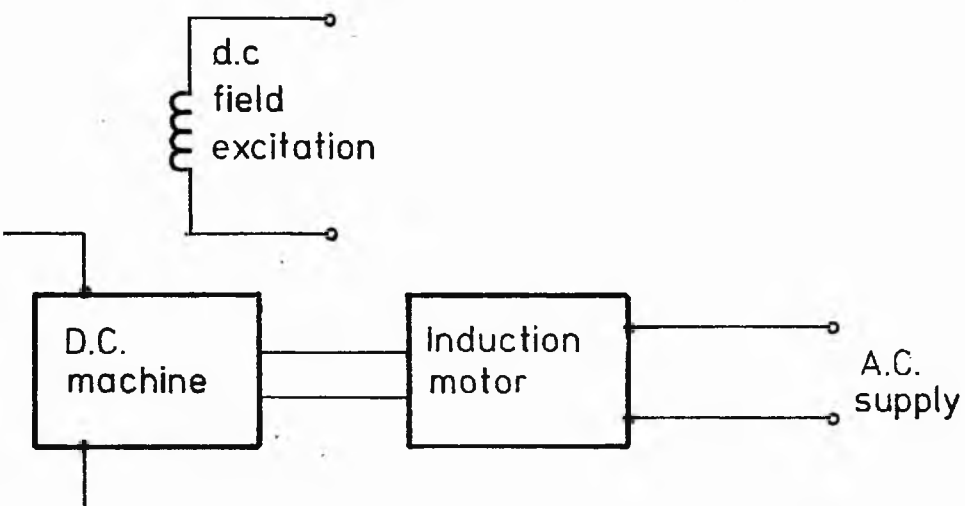 d.c
field
excitation
D.C.
machine
Induction
motor
A.C.
supply